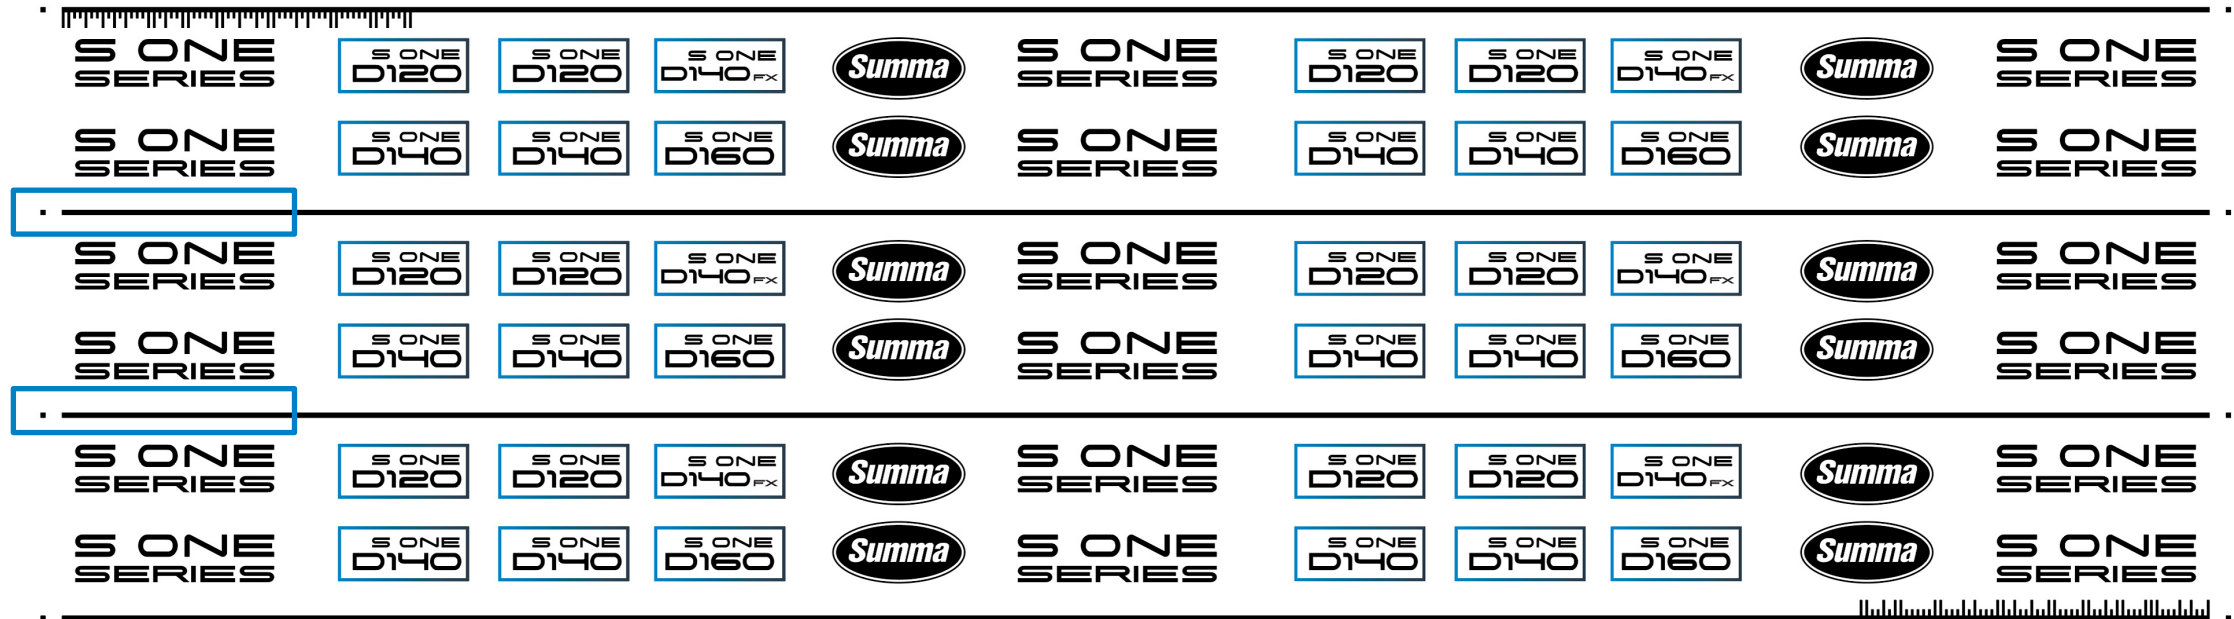 S ONE
SERIES
S ONE
D120
S ONE
D120
S ONE
D140 FX
Summa
S ONE
SERIES
S ONE
D120
S ONE
D120
S ONE
D140 FX
Summa
S ONE
SERIES
S ONE
SERIES
S ONE
D140
S ONE
D140
S ONE
D160
Summa
S ONE
SERIES
S ONE
D140
S ONE
D140
S ONE
D160
Summa
S ONE
SERIES
S ONE
SERIES
S ONE
D120
S ONE
D120
S ONE
D140 FX
Summa
S ONE
SERIES
S ONE
D120
S ONE
D120
S ONE
D140 FX
Summa
S ONE
SERIES
S ONE
SERIES
S ONE
D140
S ONE
D140
S ONE
D160
Summa
S ONE
SERIES
S ONE
D140
S ONE
D140
S ONE
D160
Summa
S ONE
SERIES
S ONE
SERIES
S ONE
D120
S ONE
D120
S ONE
D140 FX
Summa
S ONE
SERIES
S ONE
D120
S ONE
D120
S ONE
D140 FX
Summa
S ONE
SERIES
S ONE
SERIES
S ONE
D140
S ONE
D140
S ONE
D160
Summa
S ONE
SERIES
S ONE
D140
S ONE
D140
S ONE
D160
Summa
S ONE
SERIES